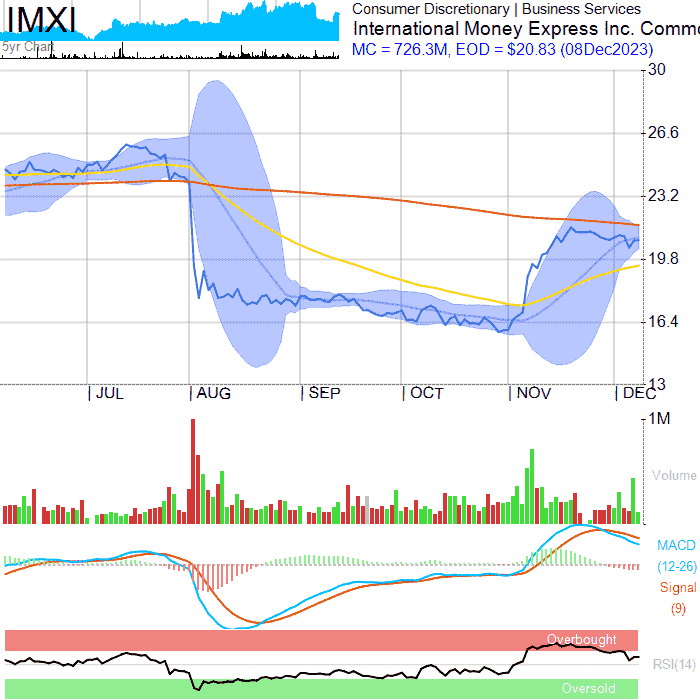 IMXI
5yr Chart
Consumer Discretionary | Business Services
International Money Express Inc. Commo
MC = 726.3M, EOD = $20.83 (08Dec2023)
30
26.6
23.2
19.8
16.4
13
JUL
AUG
SEP
OCT
NOV
DEC
1M
Volume
MACD
(12-26)
Signal
(9)
Overbought
RSI(14)
Oversold